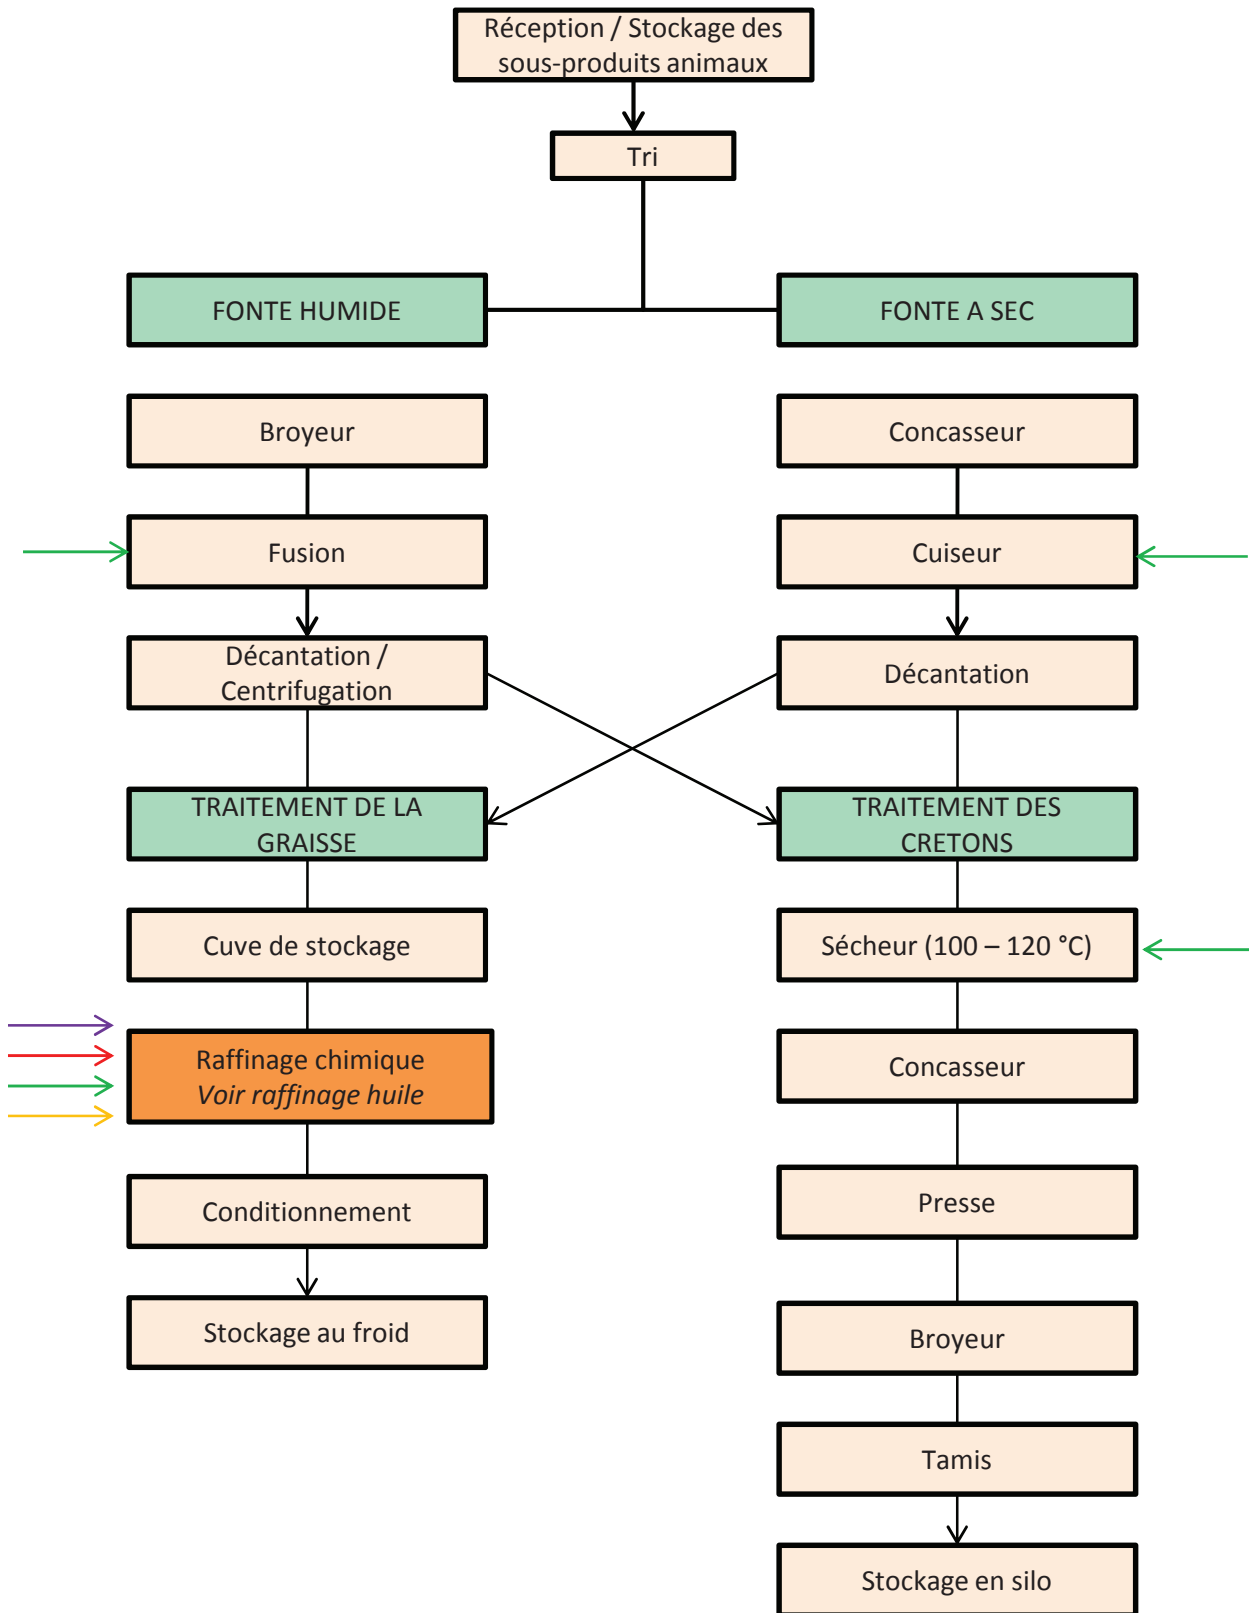 Réception / Stockage des
sous-produits animaux
Tri
FONTE HUMIDE
FONTE A SEC
Broyeur
Concasseur
Fusion
Cuiseur
Décantation /
Centrifugation
Décantation
TRAITEMENT DE LA
GRAISSE
TRAITEMENT DES
CRETONS
Cuve de stockage
Sécheur (100 – 120 °C)
Raffinage chimique
Voir raffinage huile
Concasseur
Conditionnement
Presse
Stockage au froid
Broyeur
Tamis
Stockage en silo